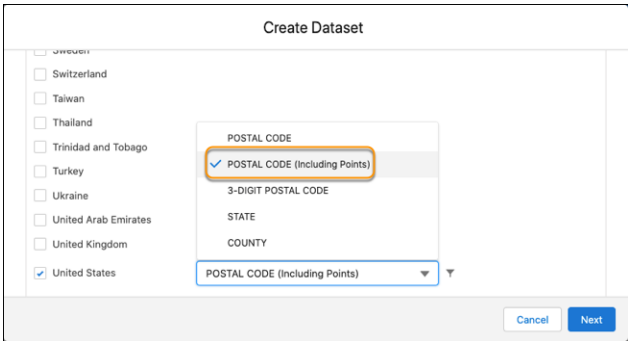 Create Dataset
Sweden
Switzerland
Taiwan
Thailand
Trinidad and Tobago
Turkey
Ukraine
United Arab Emirates
United Kingdom
United States
POSTAL CODE
POSTAL CODE (Including Points)
3-DIGIT POSTAL CODE
STATE
COUNTY
POSTAL CODE (Including Points)
Cancel
Next